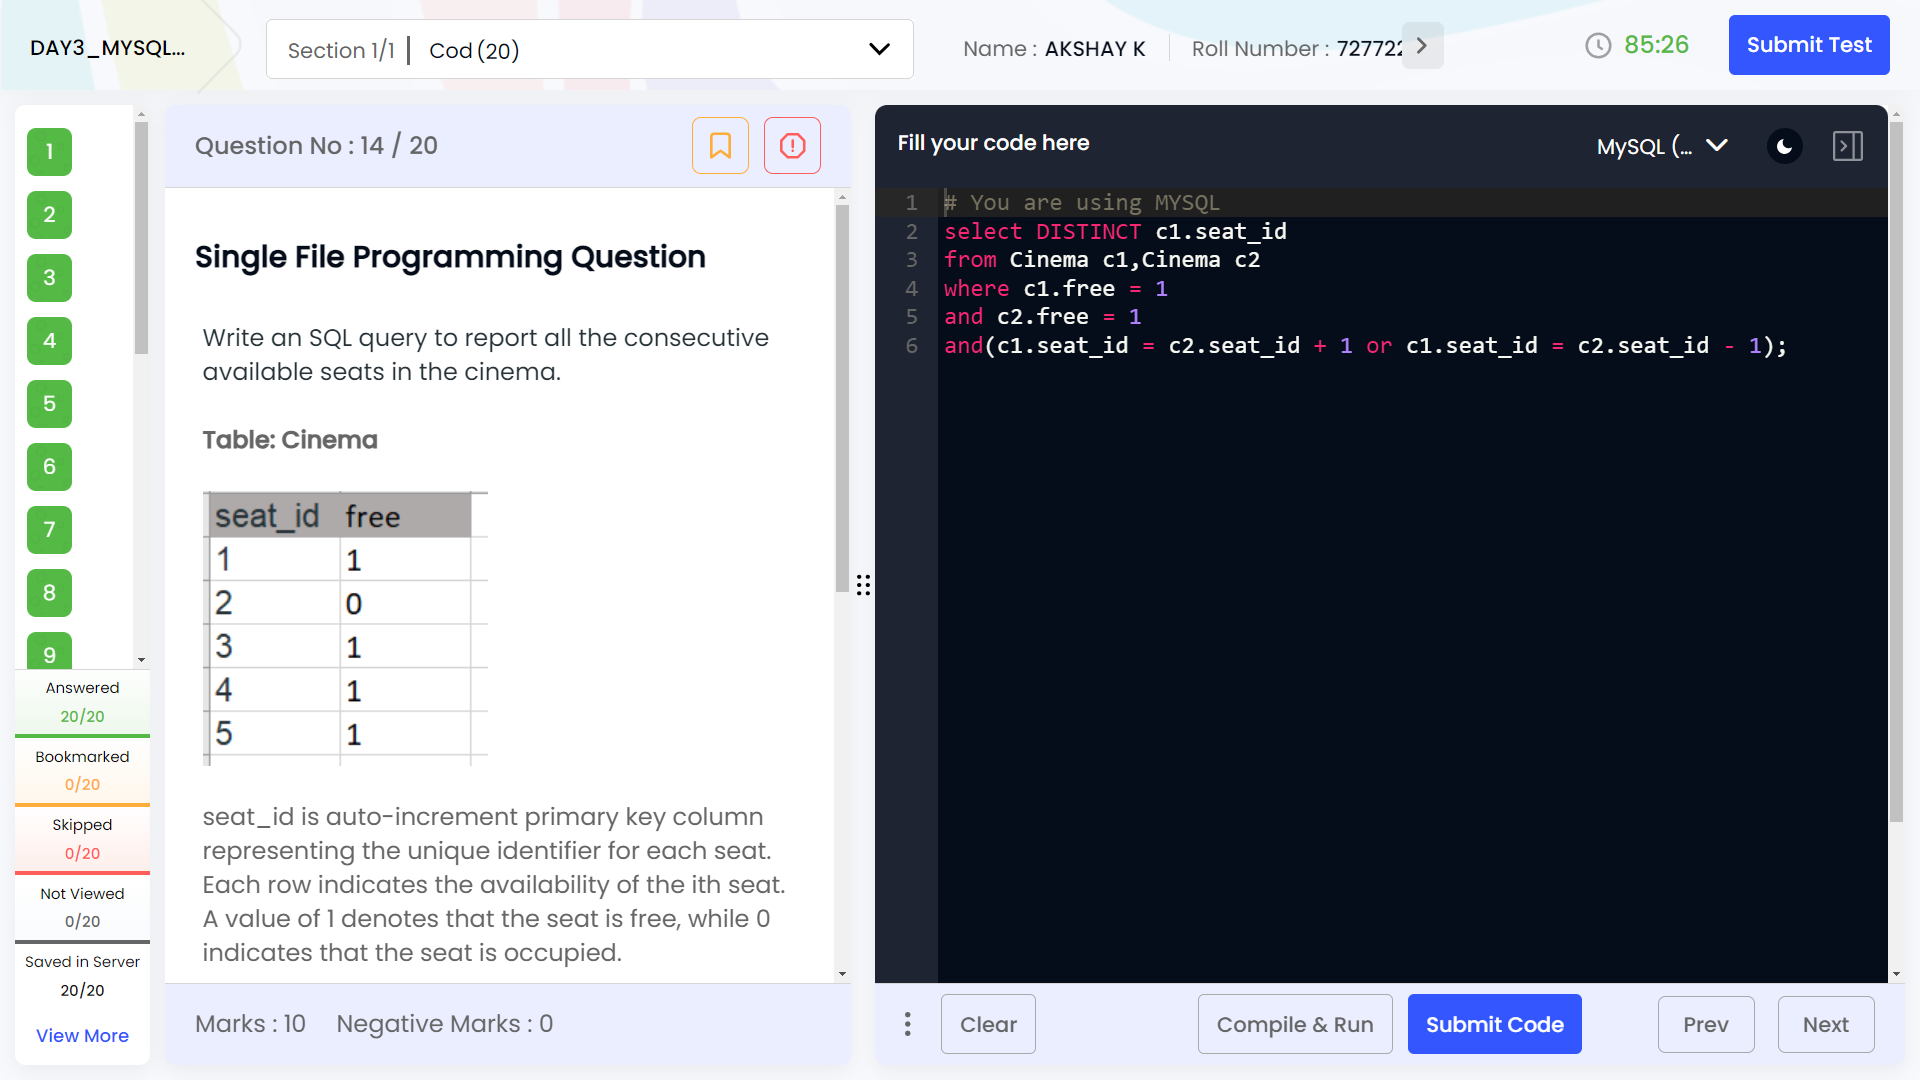 DAY3_MYSQL...
Section 1/1 | Cod (20)
Name : AKSHAY K
Roll Number : 727722
85:26
Submit Test
1
2
3
4
5
6
7
8
9
Answered
20/20
Bookmarked
0/20
Skipped
0/20
Not Viewed
0/20
Saved in Server
20/20
View More
Question No : 14 / 20
Single File Programming Question
Write an SQL query to report all the consecutive
available seats in the cinema.
Table: Cinema
seat_id free
1 1
2 0
3 1
4 1
5 1
seat_id is auto-increment primary key column
representing the unique identifier for each seat.
Each row indicates the availability of the ith seat.
A value of 1 denotes that the seat is free, while 0
indicates that the seat is occupied.
Marks : 10 Negative Marks : 0
Fill your code here
MySQL (...
1 # You are using MYSQL
2 select DISTINCT c1.seat_id
3 from Cinema c1,Cinema c2
4 where c1.free = 1
5 and c2.free = 1
6 and(c1.seat_id = c2.seat_id + 1 or c1.seat_id = c2.seat_id - 1);
Clear
Compile & Run
Submit Code
Prev
Next